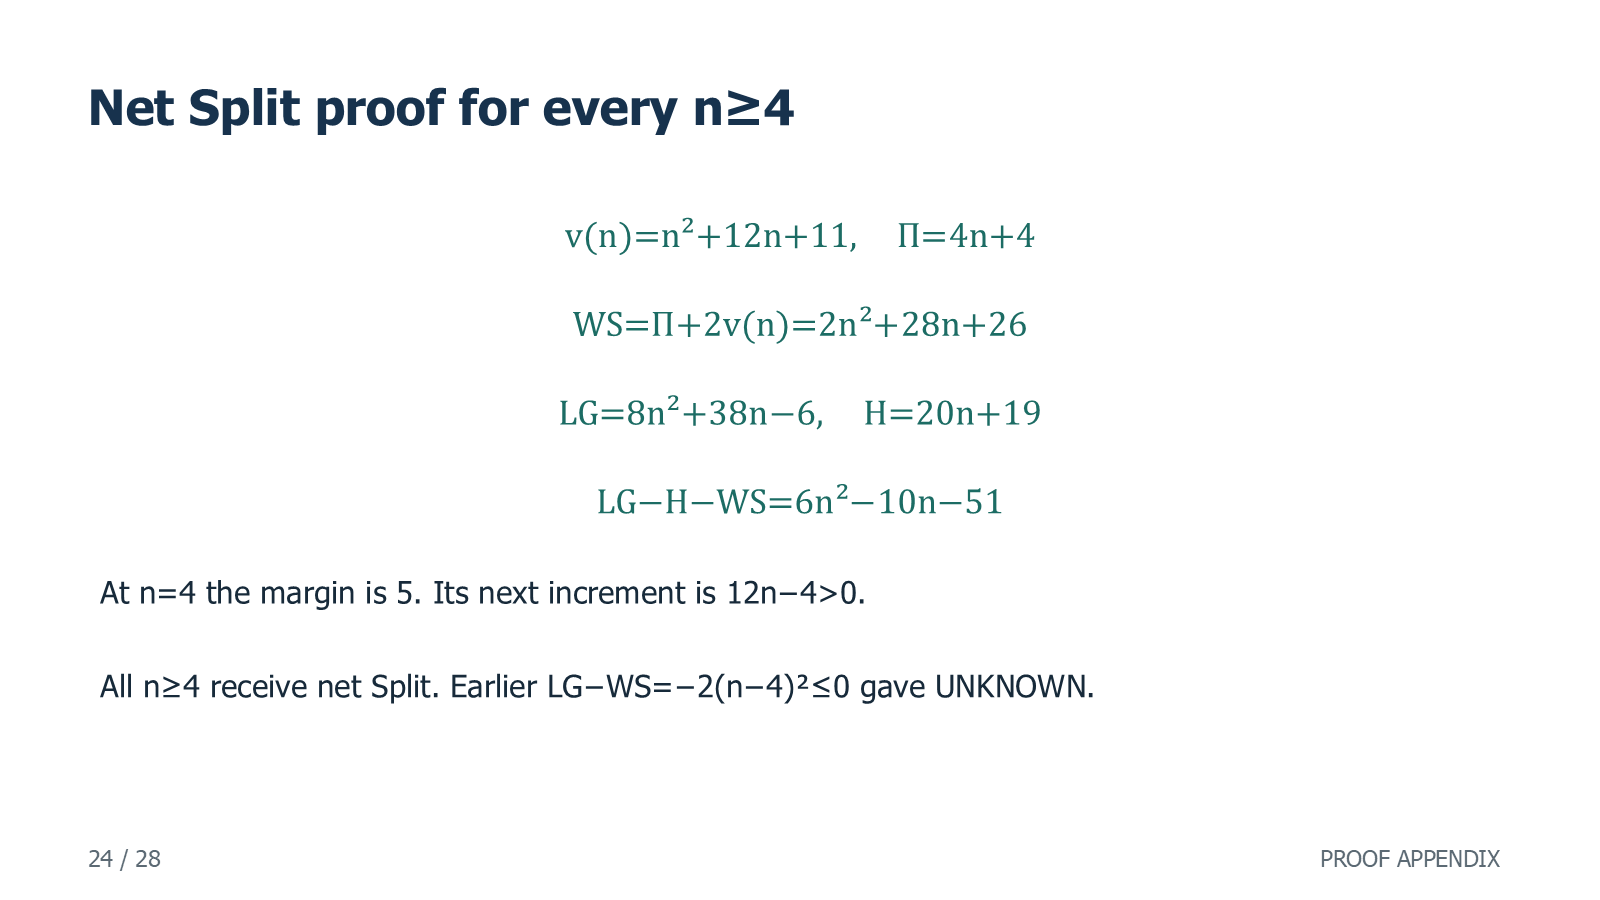 Net Split proof for every n≥4
v(n)=n²+12n+11, Π=4n+4
WS=Π+2v(n)=2n²+28n+26
LG=8n²+38n−6, H=20n+19
LG−H−WS=6n²−10n−51
At n=4 the margin is 5. Its next increment is 12n−4>0.
All n≥4 receive net Split. Earlier LG−WS=−2(n−4)²≤0 gave UNKNOWN.
24 / 28
PROOF APPENDIX